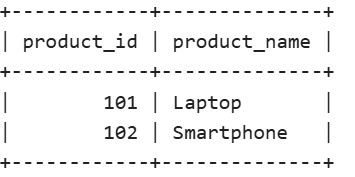 +------------+--------------+
| product_id | product_name |
+------------+--------------+
|        101 | Laptop       |
|        102 | Smartphone   |
+------------+--------------+